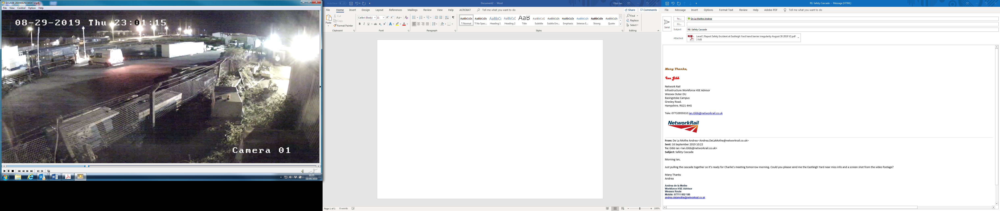 D:\ch08_20190829230047.mp4
File View Control Option Help
08-29-2019 Thu 23:01:15
Camera 01
10:35
16/09/2019
AutoSave Off
Document2 - Word
Gibb Ian
File Home Insert Design Layout References Mailings Review View Help ACROBAT Tell me what you want to do
Share Comments
Paste
Cut
Copy
Format Painter
Calibri (Body) 11
Find
Replace
Select
AaBbCcDc AaBbCcDc AaBbCc AaBbCcC AaB AaBbCcC AaBbCcDc AaBbCcDc AaBbCcDc AaBbCcDc AaBbCcDc
¶ Normal ¶ No Spac... Heading 1 Heading 2 Title Subtitle Subtle Em... Emphasis Intense E... Strong Quote
Clipboard Font Paragraph Styles Editing
Page 1 of 1 0 words
100%
RE: Safety Cascade - Message (HTML)
File Message Insert Options Format Text Review Help Adobe PDF Tell me what you want to do
Send
To... De La Mothe Andrea
Cc...
Subject RE: Safety Cascade
Attached Level 1 Report Safety Incident at Eastleigh Yard hand barrier irregularity August 30 2019 V2.pdf
3 MB
Many Thanks,
Ian Gibb
Network Rail
Infrastructure Workforce HSE Advisor
Wessex Outer DU
Basingstoke Campus
Gresley Road.
Hampshire. RG21 4HG
Tele: 07710959310 Ian.Gibb@networkrail.co.uk
NetworkRail
From: De La Mothe Andrea <Andrea.DeLaMothe@networkrail.co.uk>
Sent: 16 September 2019 10:22
To: Gibb Ian <Ian.Gibb@networkrail.co.uk>
Subject: Safety Cascade
Morning Ian,
Just pulling the cascade together so it's ready for Charlie's meeting tomorrow morning. Could you please send me the Eastleigh Yard near miss info and a screen shot from the video footage?
Many Thanks
Andrea
Andrea de la Mothe
Workforce HSE Advisor
Wessex Route
Mobile: 07711 602 186
andrea.delamothe@networkrail.co.uk